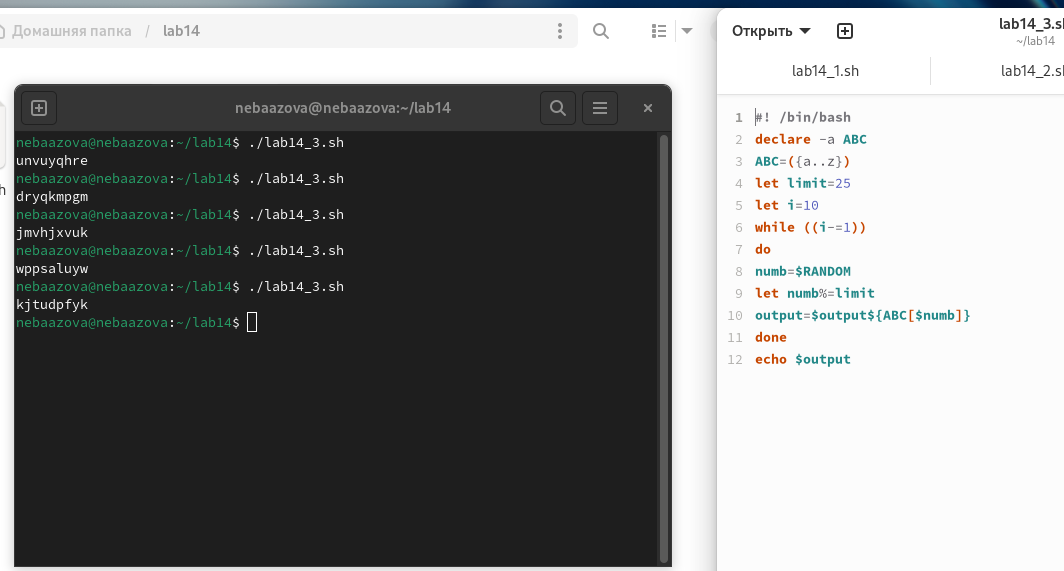 Домашняя папка / lab14
nebaazova@nebaazova:~/lab14
nebaazova@nebaazova:~/lab14$ ./lab14_3.sh
unvuyqhre
nebaazova@nebaazova:~/lab14$ ./lab14_3.sh
dryqkmpgm
nebaazova@nebaazova:~/lab14$ ./lab14_3.sh
jmvhjxvuk
nebaazova@nebaazova:~/lab14$ ./lab14_3.sh
wppsaluyw
nebaazova@nebaazova:~/lab14$ ./lab14_3.sh
kjtudpfyk
nebaazova@nebaazova:~/lab14$
h
Открыть
lab14_3.sh
~/lab14
lab14_1.sh
lab14_2.sh
1 #! /bin/bash
2 declare -a ABC
3 ABC=({a..z})
4 let limit=25
5 let i=10
6 while ((i-=1))
7 do
8 numb=$RANDOM
9 let numb%=limit
10 output=$output${ABC[$numb]}
11 done
12 echo $output